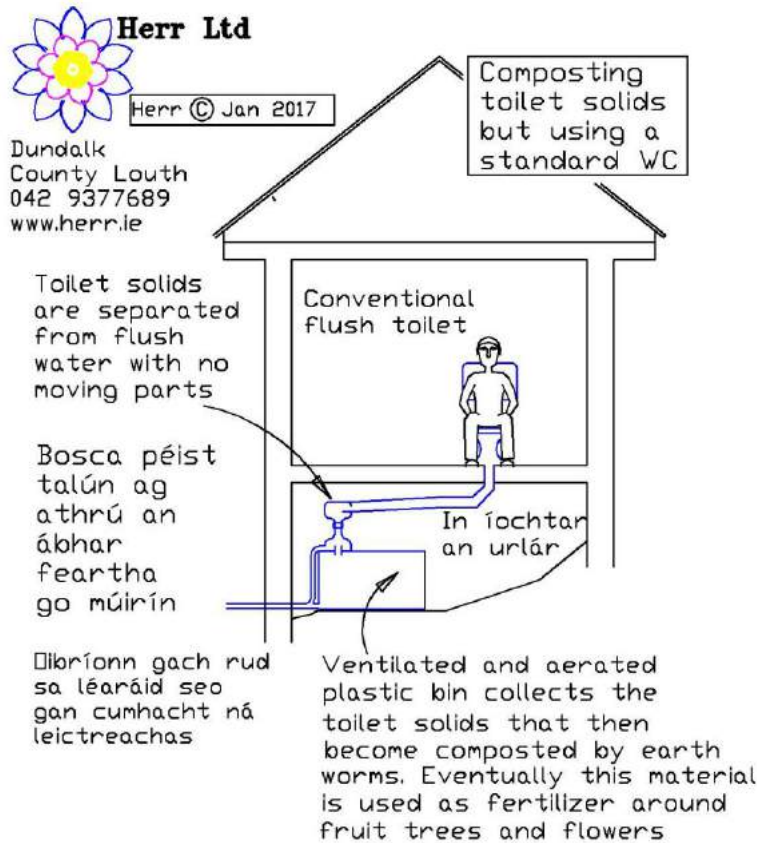 Herr Ltd
Herr © Jan 2017
Dundalk
County Louth
042 9377689
www.herr.ie
Composting
toilet solids
but using a
standard WC
Toilet solids
are separated
from flush
water with no
moving parts
Conventional
flush toilet
Bosca péist
talún ag
athrú an
ábhar
feartha
go múirín
In íochtar
an urlár
Oibríonn gach rud
sa léaráid seo
gan cumhacht ná
leictreachas
Ventilated and aerated
plastic bin collects the
toilet solids that then
become composted by earth
worms. Eventually this material
is used as fertilizer around
fruit trees and flowers